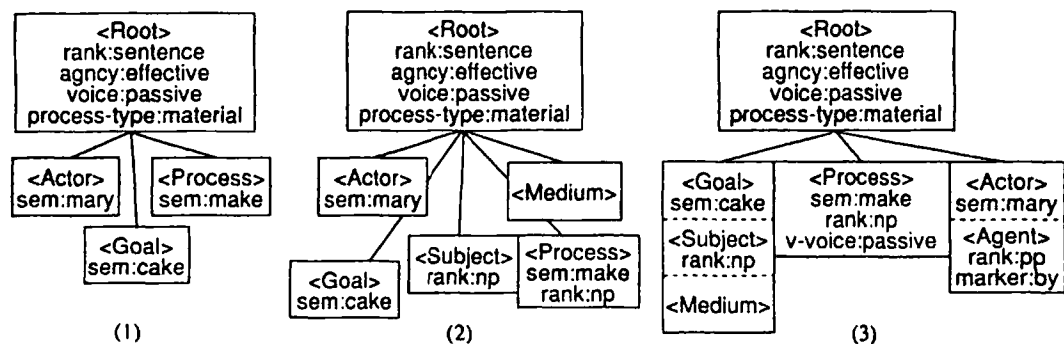 <Root>
rank:sentence
agncy:effective
voice:passive
process-type:material
<Actor>
sem:mary
<Process>
sem:make
<Goal>
sem:cake
(1)
<Root>
rank:sentence
agncy:effective
voice:passive
process-type:material
<Actor>
sem:mary
<Medium>
<Goal>
sem:cake
<Subject>
rank:np
<Process>
sem:make
rank:np
(2)
<Root>
rank:sentence
agncy:effective
voice:passive
process-type:material
<Goal>
sem:cake
<Subject>
rank:np
<Medium>
<Process>
sem:make
rank:np
v-voice:passive
<Actor>
sem:mary
<Agent>
rank:pp
marker:by
(3)